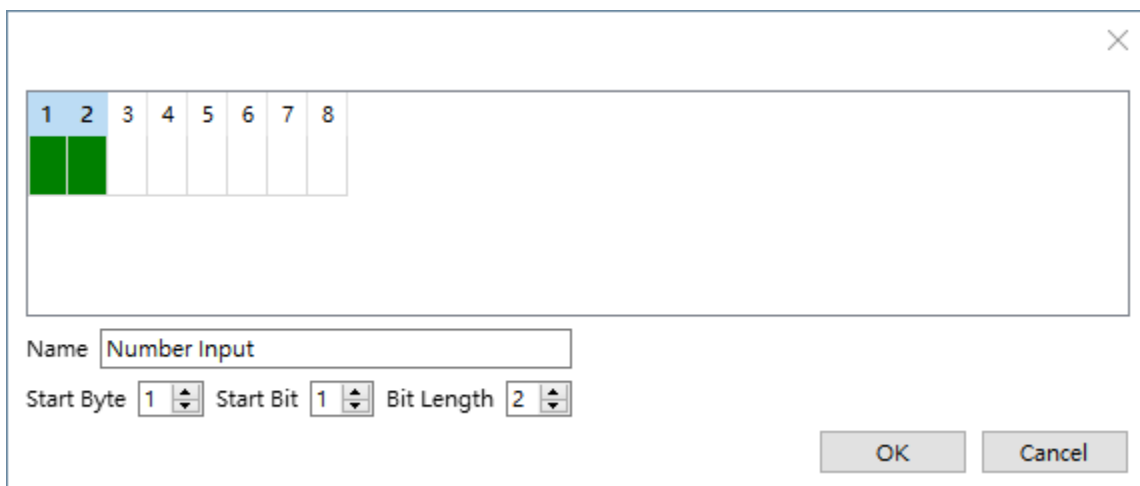 1 2 3 4 5 6 7 8
Name Number Input
Start Byte 1 Start Bit 1 Bit Length 2
OK Cancel